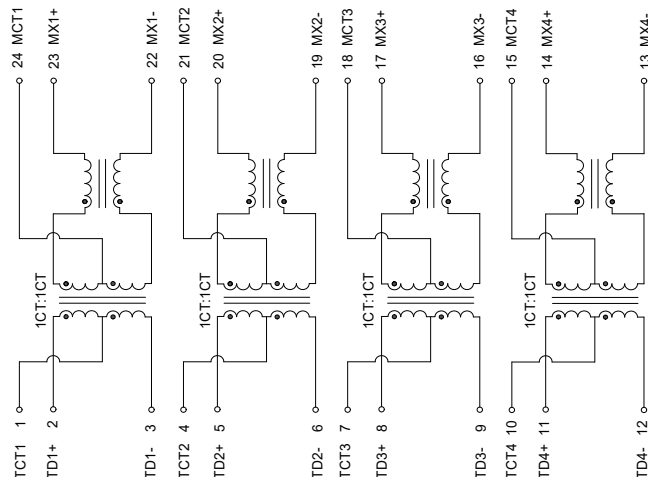 24 MCT1
23 MX1+
22 MX1-
21 MCT2
20 MX2+
19 MX2-
18 MCT3
17 MX3+
16 MX3-
15 MCT4
14 MX4+
13 MX4-
1CT:1CT
1CT:1CT
1CT:1CT
1CT:1CT
TCT1 1
TD1+ 2
TD1- 3
TCT2 4
TD2+ 5
TD2- 6
TCT3 7
TD3+ 8
TD3- 9
TCT4 10
TD4+ 11
TD4- 12